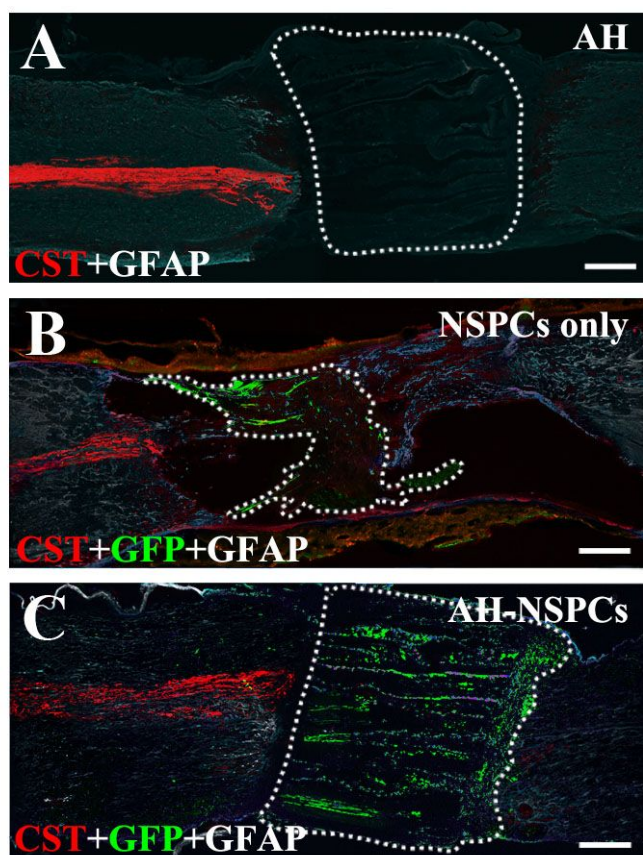 A
AH
CST+GFAP
B
NSPCs only
CST+GFP+GFAP
C
AH-NSPCs
CST+GFP+GFAP